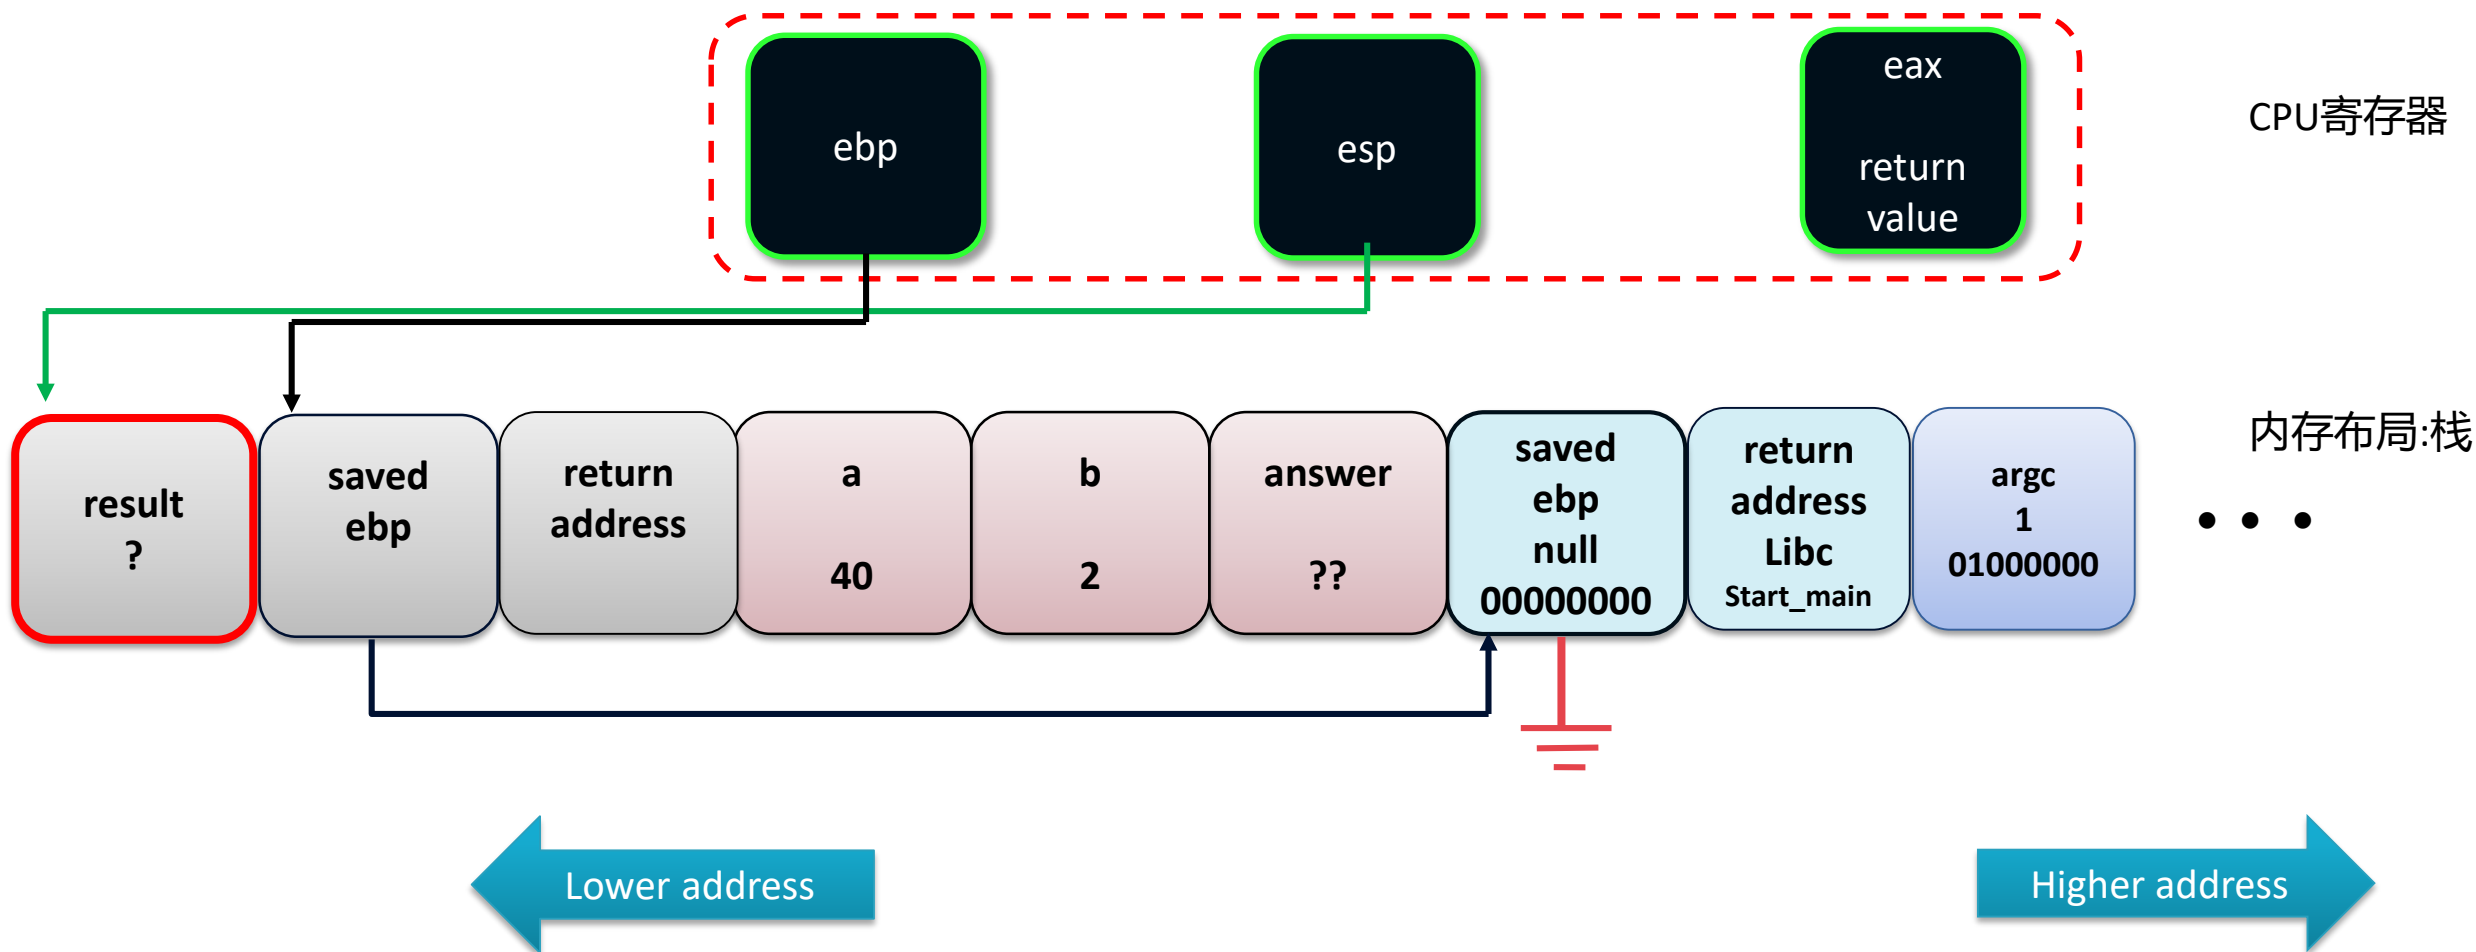 ebp
esp
eax
return
value
CPU寄存器
内存布局:栈
result
?
saved
ebp
return
address
a
40
b
2
answer
??
saved
ebp
null
00000000
return
address
Libc
Start_main
argc
1
01000000
• • •
Lower address
Higher address